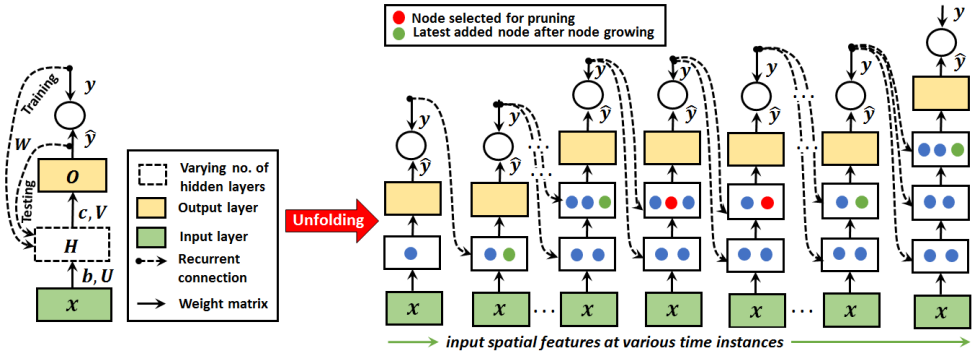 Node selected for pruning
Latest added node after node growing
Training
y
W
ŷ
Testing
O
c, V
H
b, U
x
Varying no. of
hidden layers
Output layer
Input layer
Recurrent
connection
Weight matrix
Unfolding
y
ŷ
x
y
ŷ
x
...
y
ŷ
x
y
ŷ
x
y
ŷ
x
...
y
ŷ
x
y
ŷ
x
input spatial features at various time instances